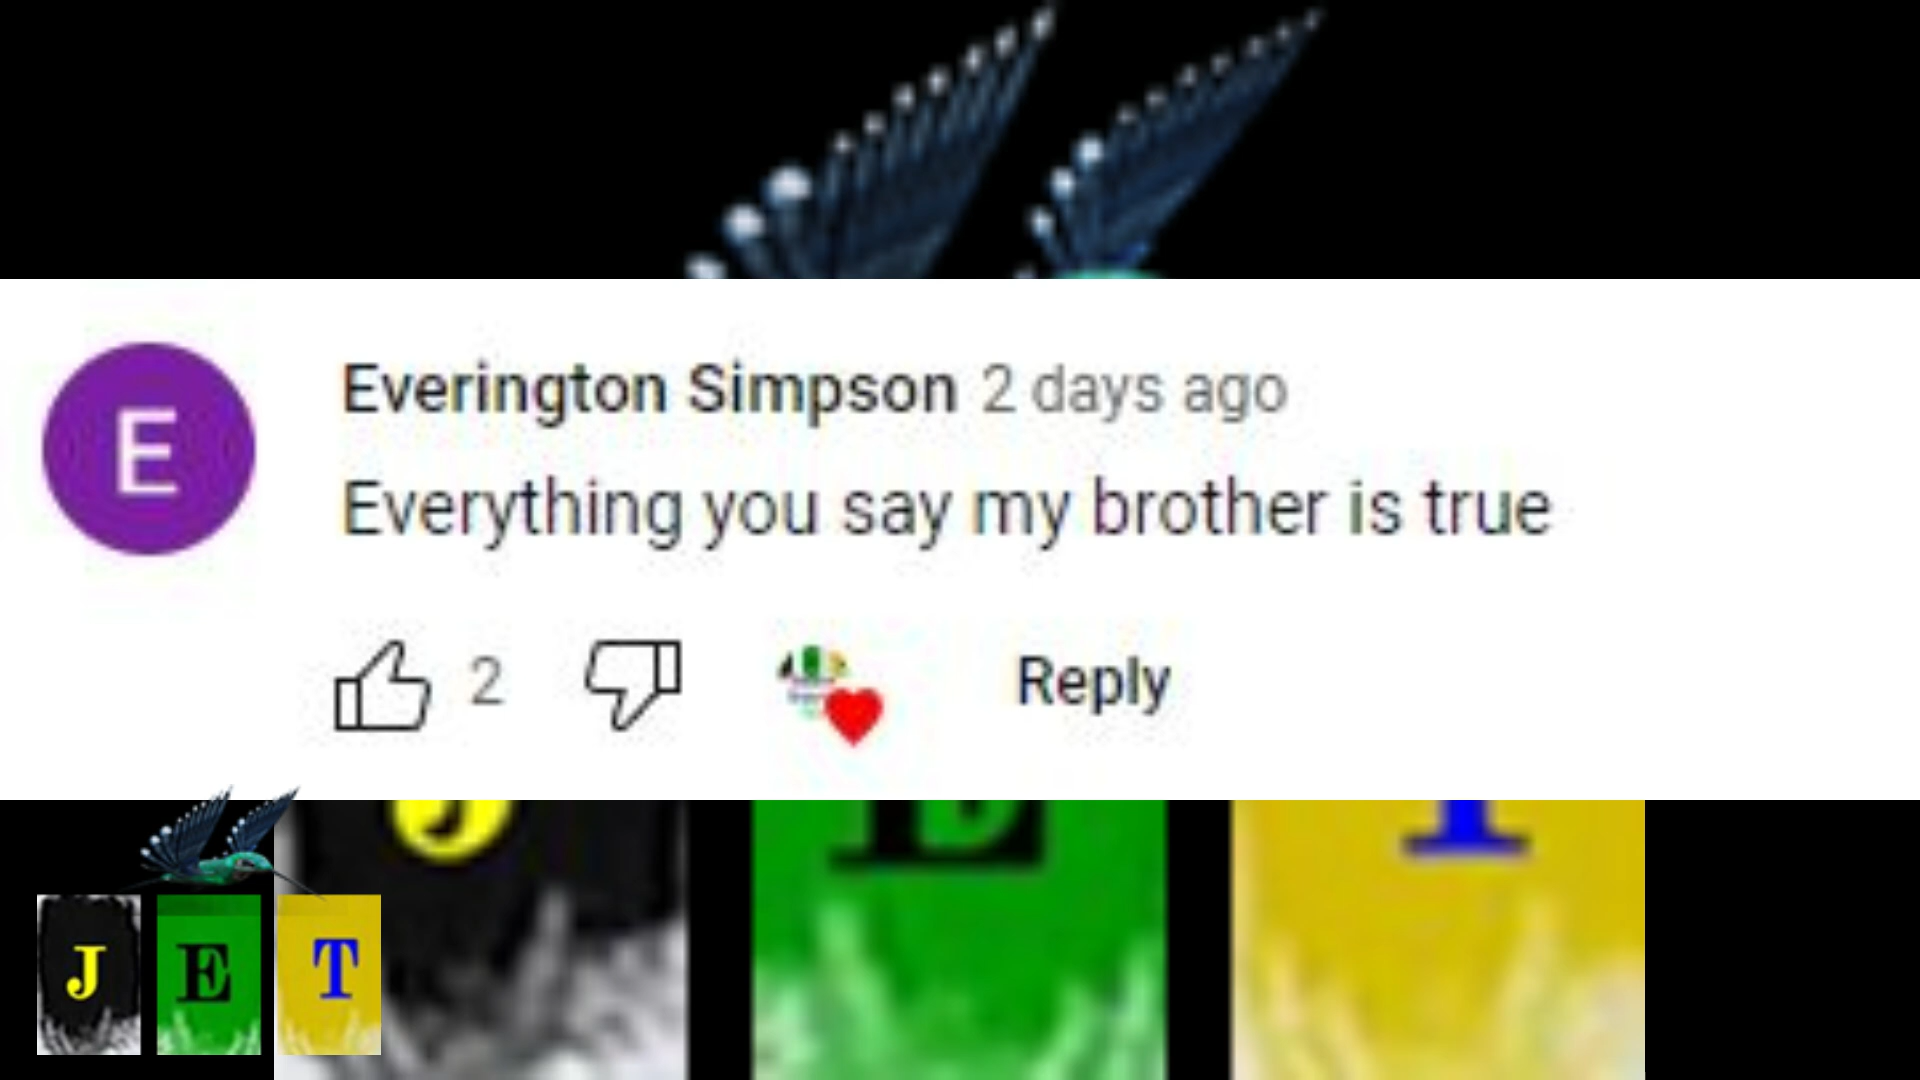 E
Everington Simpson 2 days ago
Everything you say my brother is true
2
Reply
J E T
J E T